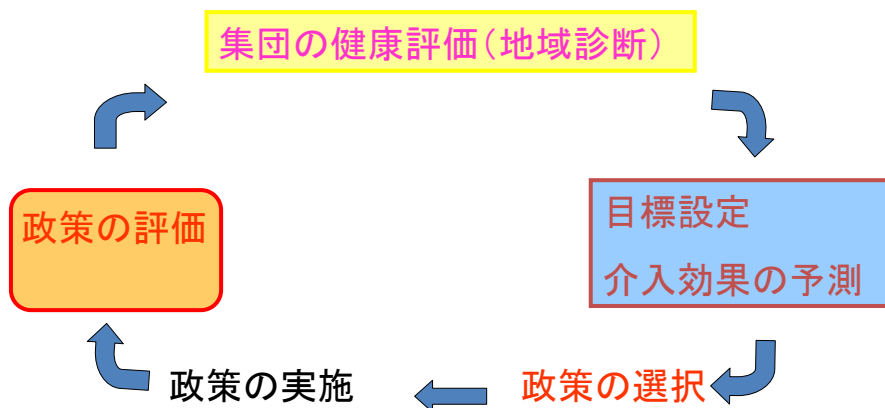 集団の健康評価（地域診断）
目標設定
介入効果の予測
政策の選択
政策の実施
政策の評価